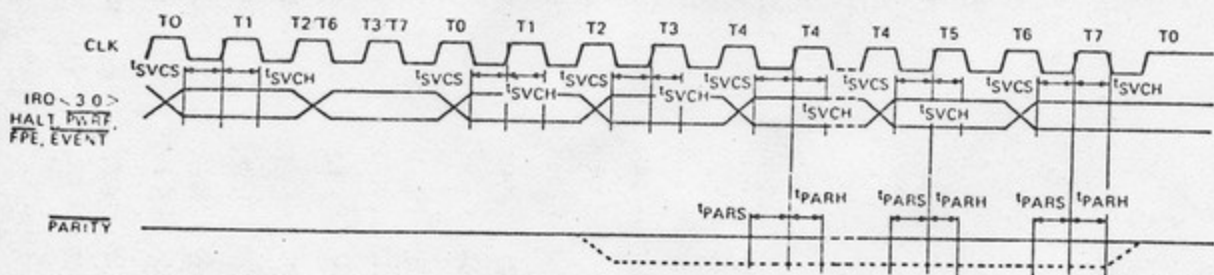 T0 T1 T2 T6 T3 T7 T0 T1 T2 T3 T4 T4 T4 T5 T6 T7 T0
CLK
tSVCS tSVCH tSVCS tSVCS tSVCS tSVCS tSVCS tSVCH
IRQ <3 0> tSVCH tSVCH
HALT, PWRF, tSVCH tSVCH
FPE, EVENT
tPARH tPARS tPARH tPARS tPARH
tPARS
PARITY